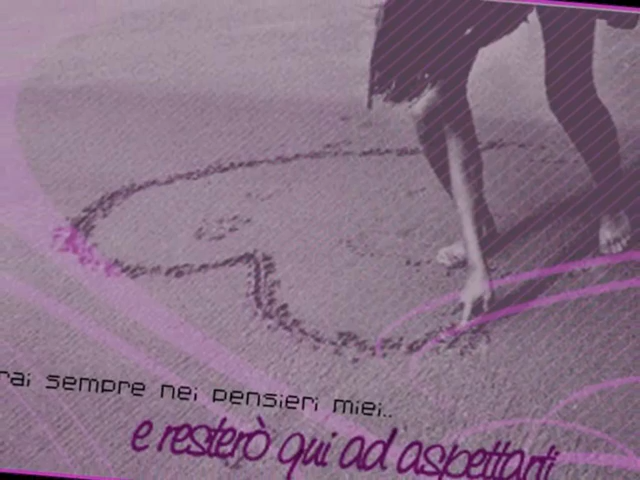 rai sempre nei pensieri miei..
e resterò qui ad aspettarti